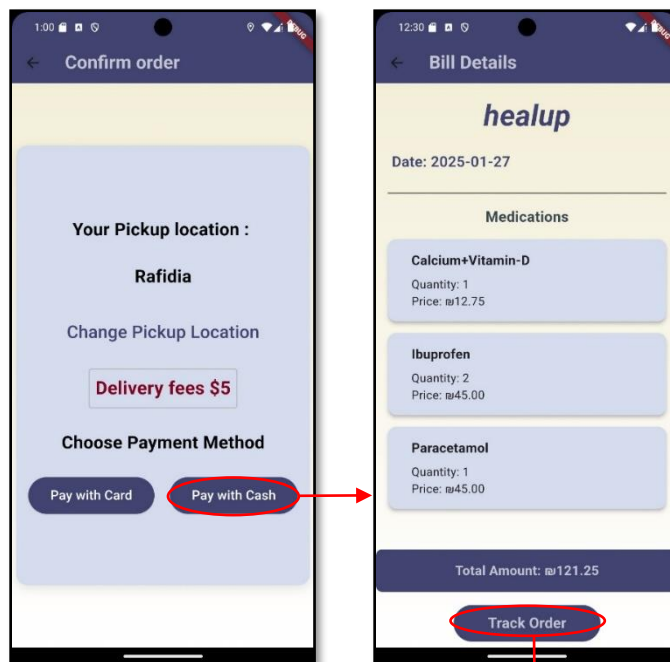 1:00
Confirm order
Your Pickup location :
Rafidia
Change Pickup Location
Delivery fees $5
Choose Payment Method
Pay with Card
Pay with Cash
12:30
Bill Details
healup
Date: 2025-01-27
Medications
Calcium+Vitamin-D
Quantity: 1
Price: ₪12.75
Ibuprofen
Quantity: 2
Price: ₪45.00
Paracetamol
Quantity: 1
Price: ₪45.00
Total Amount: ₪121.25
Track Order